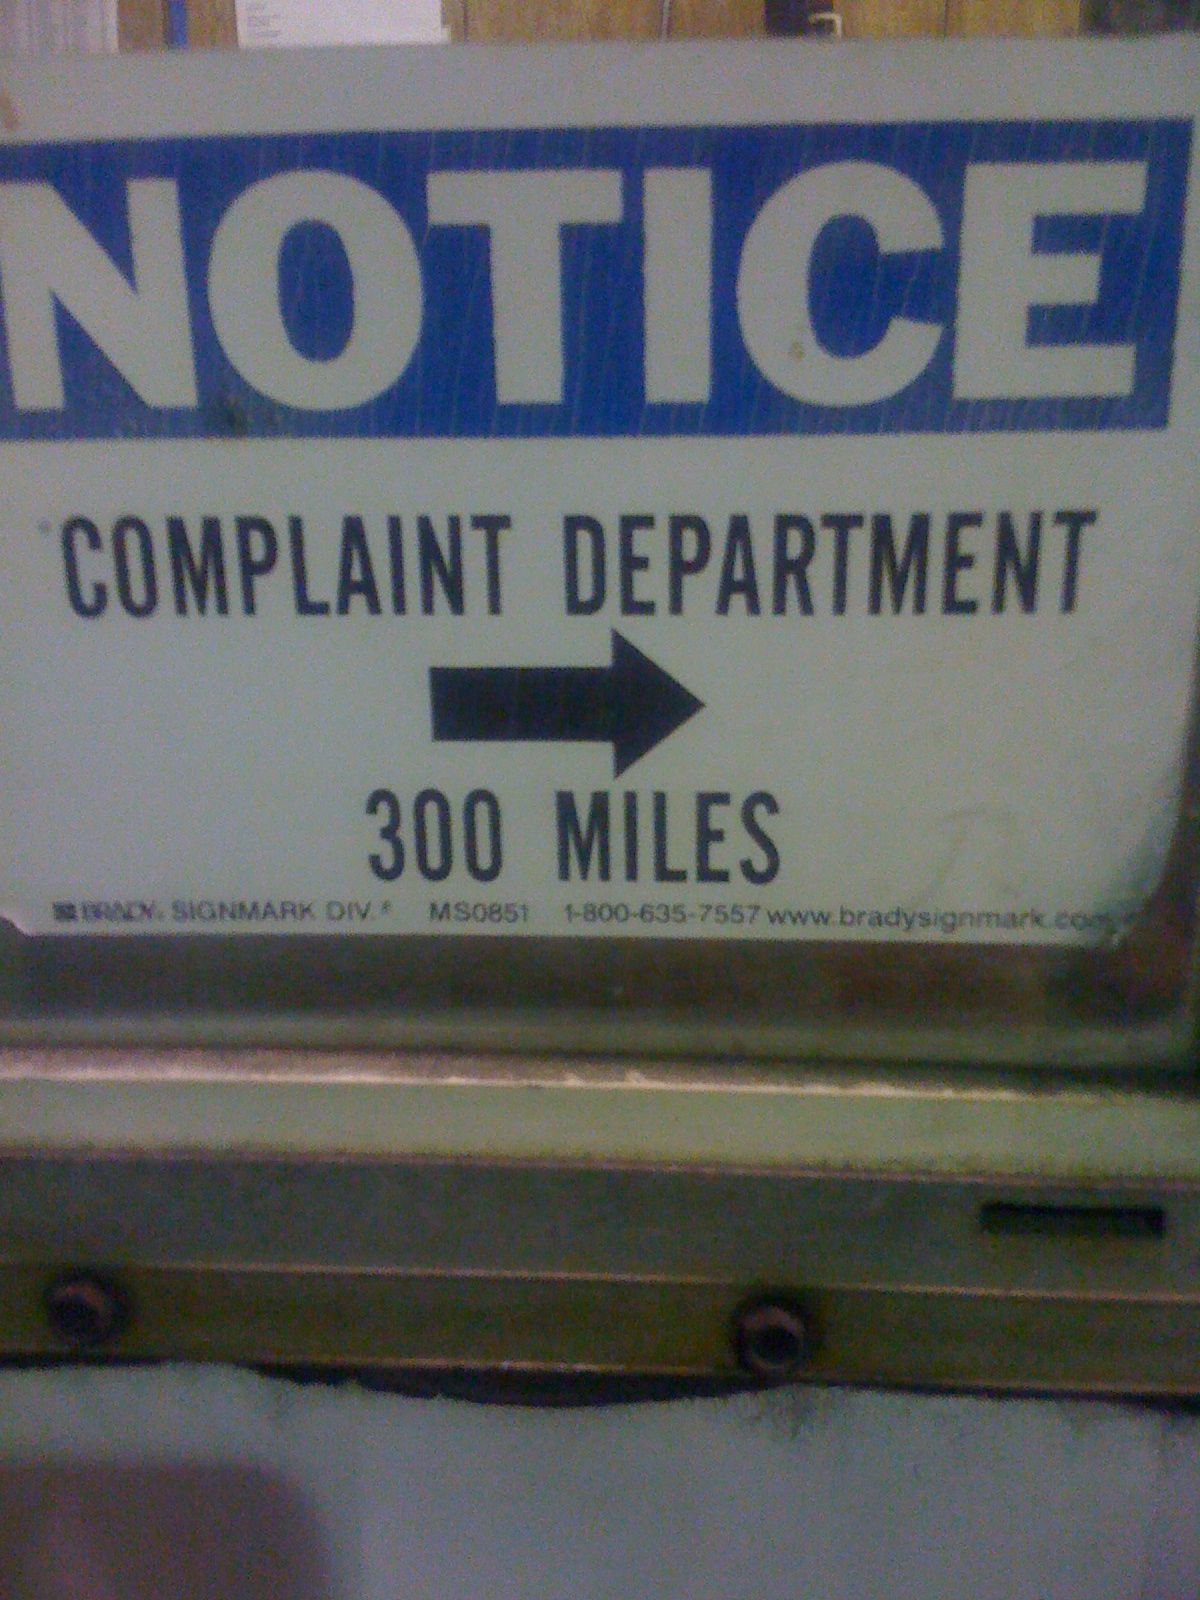 NOTICE
COMPLAINT DEPARTMENT
300 MILES
BRADY. SIGNMARK DIV.® MS0851 1-800-635-7557 www.bradysignmark.com